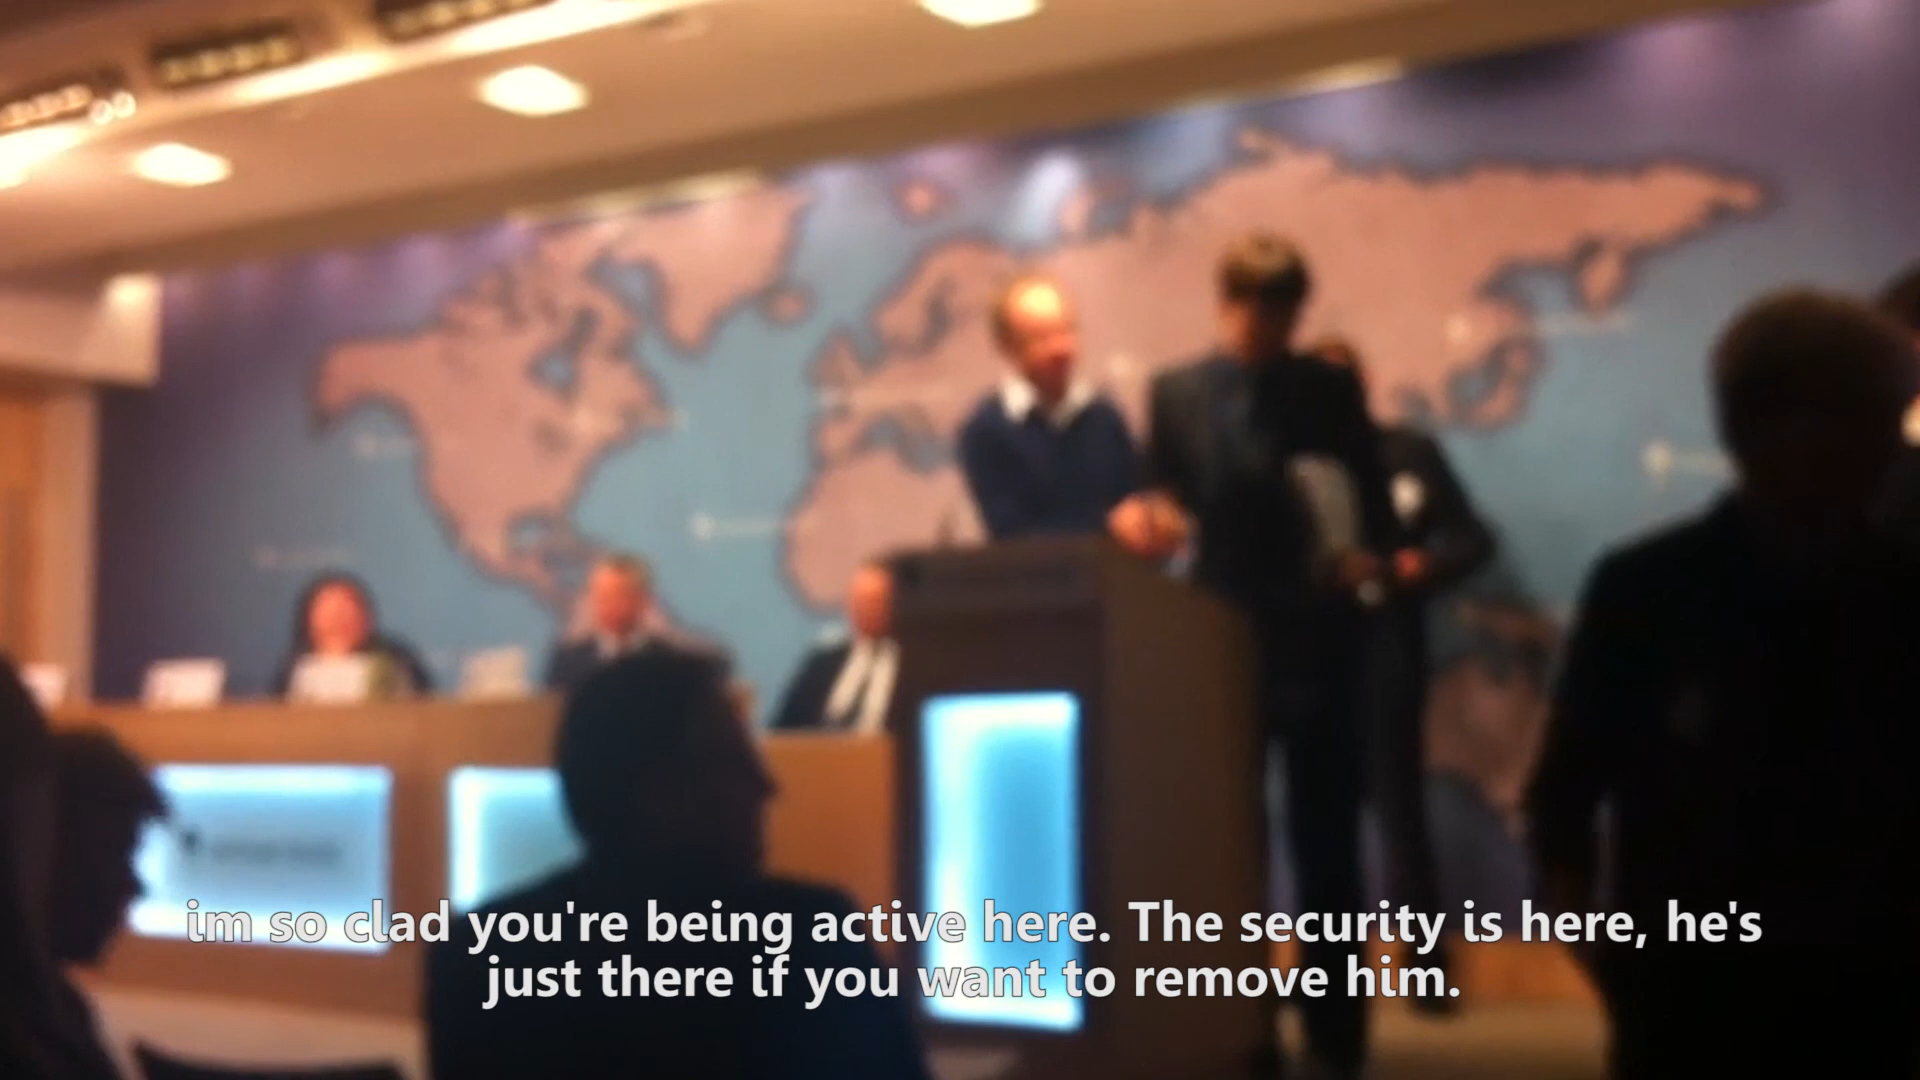 im so clad you're being active here. The security is here, he's
just there if you want to remove him.